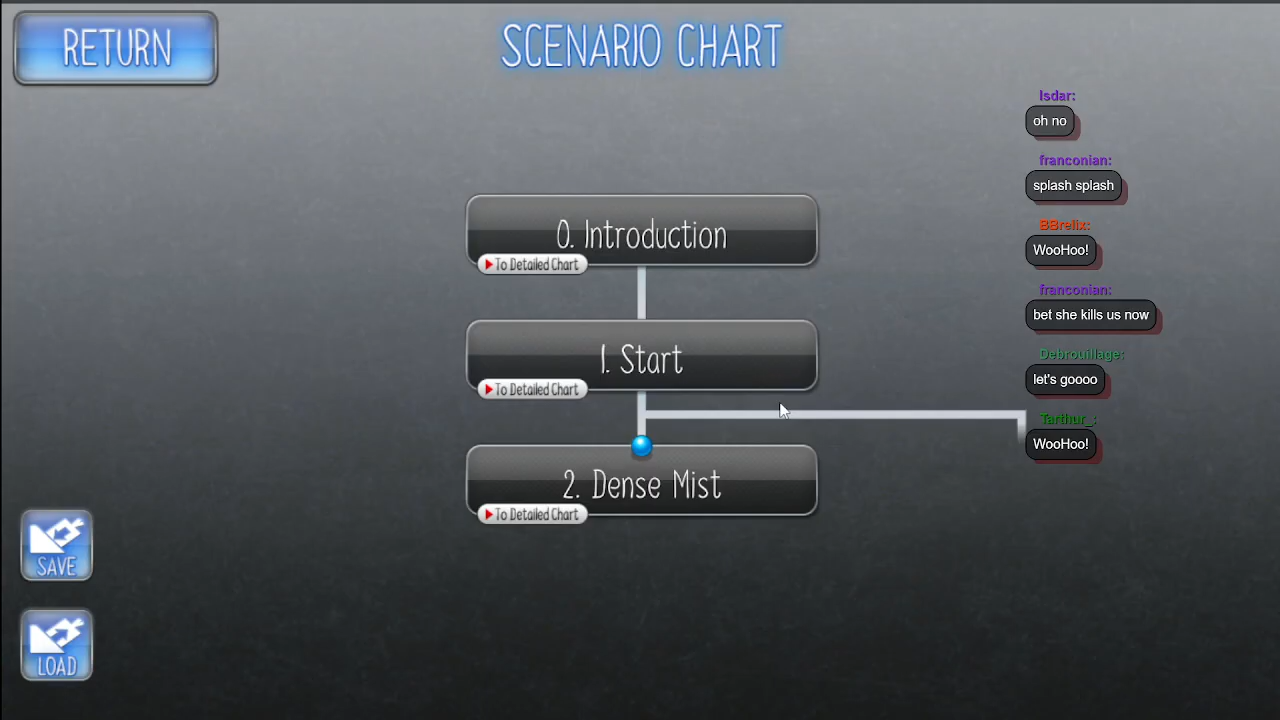 RETURN
SCENARIO CHART
0. Introduction
To Detailed Chart
1. Start
To Detailed Chart
2. Dense Mist
To Detailed Chart
SAVE
LOAD
Isdar:
oh no
franconian:
splash splash
BBrelix:
WooHoo!
franconian:
bet she kills us now
Debrouillage:
let's goooo
Tarthur_:
WooHoo!